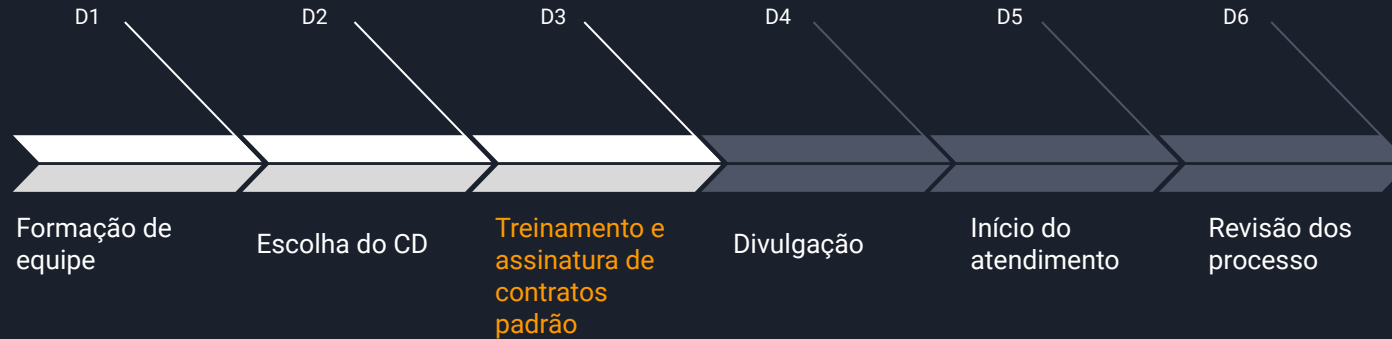 D1
D2
D3
D4
D5
D6
Formação de
equipe
Escolha do CD
Treinamento e
assinatura de
contratos
padrão
Divulgação
Início do
atendimento
Revisão dos
processo